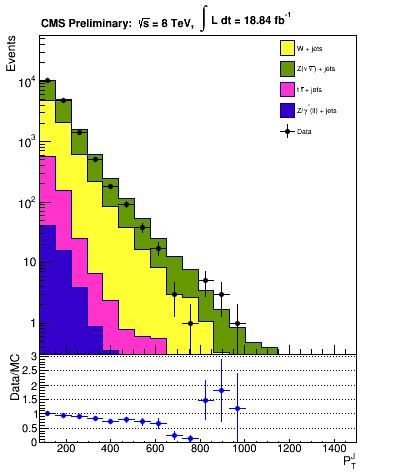 CMS Preliminary: √s = 8 TeV, ∫ L dt = 18.84 fb⁻¹
Events
W + jets
Z(ν ν̄) + jets
t t̄ + jets
Z/γ*(ll) + jets
Data
10⁴
10³
10²
10
1
Data/MC
3
2.5
2
1.5
1
0.5
0
200 400 600 800 1000 1200 1400
P_T^J